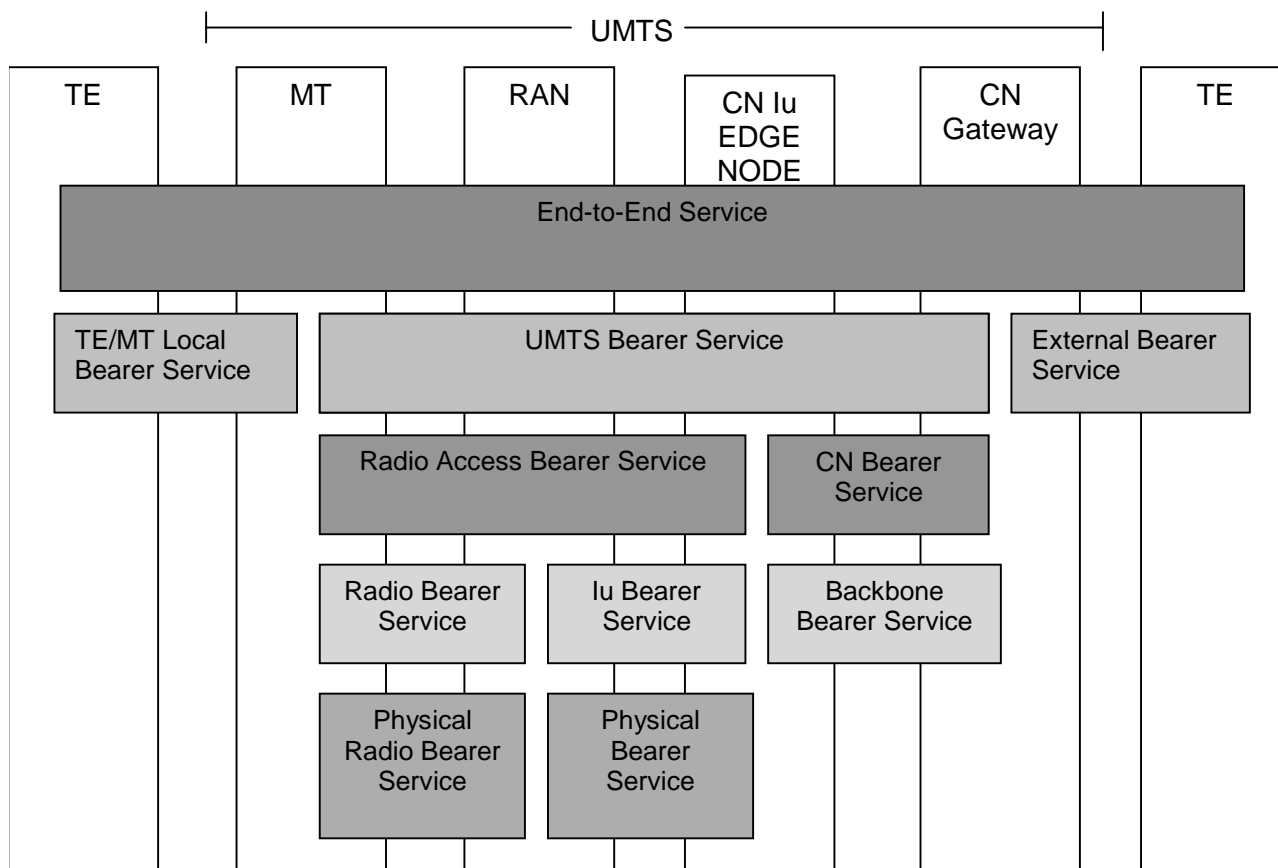 UMTS
TE
MT
RAN
CN Iu
EDGE
NODE
CN
Gateway
TE
End-to-End Service
TE/MT Local
Bearer Service
UMTS Bearer Service
External Bearer
Service
Radio Access Bearer Service
CN Bearer
Service
Radio Bearer
Service
Iu Bearer
Service
Backbone
Bearer Service
Physical
Radio Bearer
Service
Physical
Bearer
Service